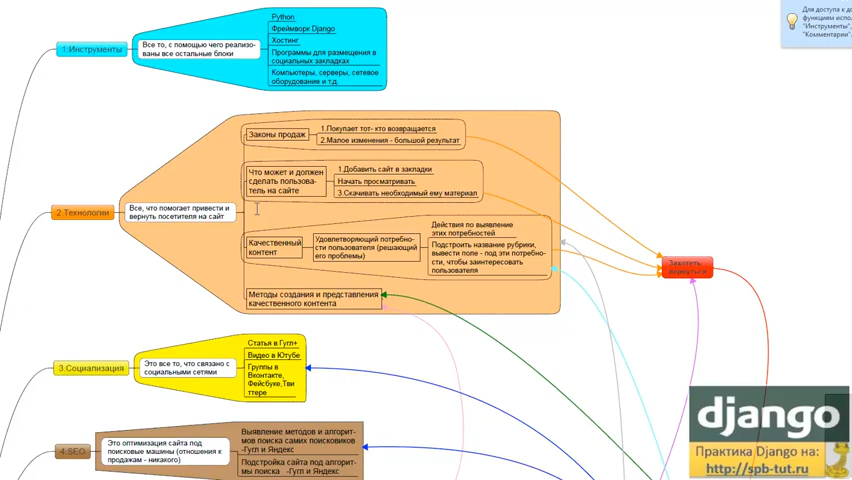 Для доступа к до
функциям испо
"Инструменты",
"Комментарии".
1.Инструменты
Все то, с помощью чего реализо-
ваны все остальные блоки
Python
Фреймворк Django
Хостинг
Программы для размещения в
социальных закладках
Компьютеры, серверы, сетевое
оборудование и т.д.
2.Технологии
Все, что помогает привести и
вернуть посетителя на сайт
Законы продаж
1.Покупает тот- кто возвращается
2.Малое изменения - большой результат
Что может и должен
сделать пользова-
тель на сайте
1.Добавить сайт в закладки
Начать просматривать
3.Скачивать необходимый ему материал
Качественный
контент
Удовлетворяющий потребно-
сти пользователя (решающий
его проблемы)
Действия по выявление
этих потребностей
Подстроить название рубрики,
вывести поле - под эти потребно-
сти, чтобы заинтересовать
пользователя
Методы создания и представления
качественного контента
Захотеть
вернуться
3.Социализация
Это все то, что связано с
социальными сетями
Статья в Гугл+
Видео в Ютубе
Группы в
Вконтакте,
Фейсбуке,Тви
ттере
4.SEO
Это оптимизация сайта под
поисковые машины (отношения к
продажам - никакого)
Выявление методов и алгорит-
мов поиска самих поисковиков
-Гугл и Яндекс
Подстройка сайта под алгорит-
мы поиска -Гугл и Яндекс
django
Практика Django на:
http://spb-tut.ru